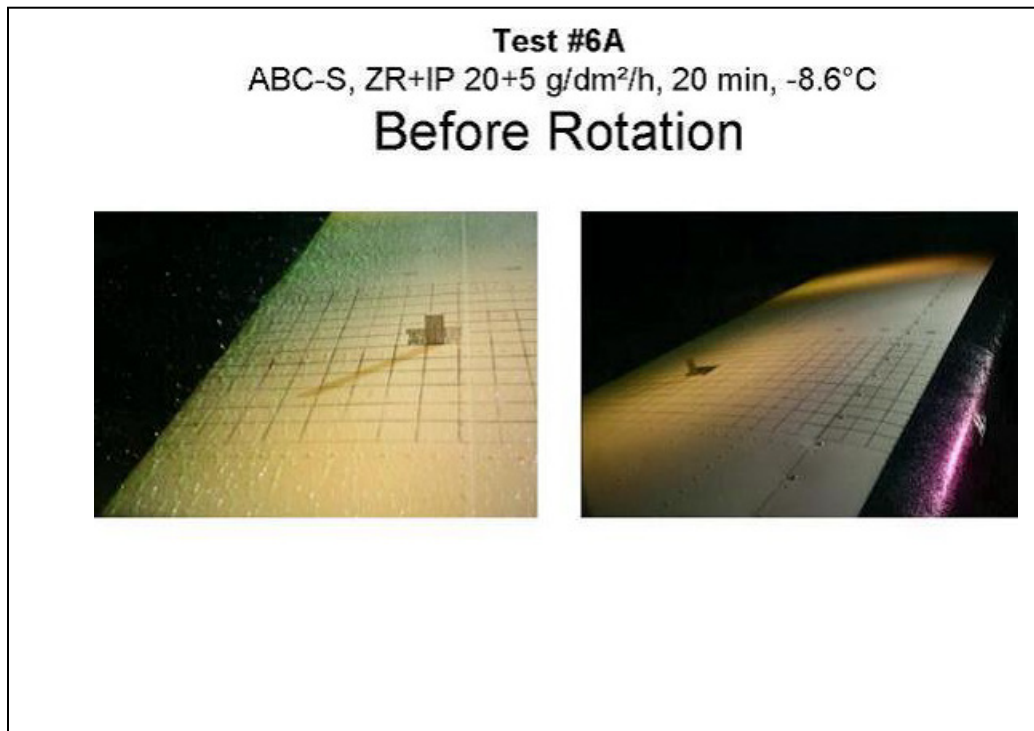 Test #6A
ABC-S, ZR+IP 20+5 g/dm²/h, 20 min, -8.6°C
Before Rotation